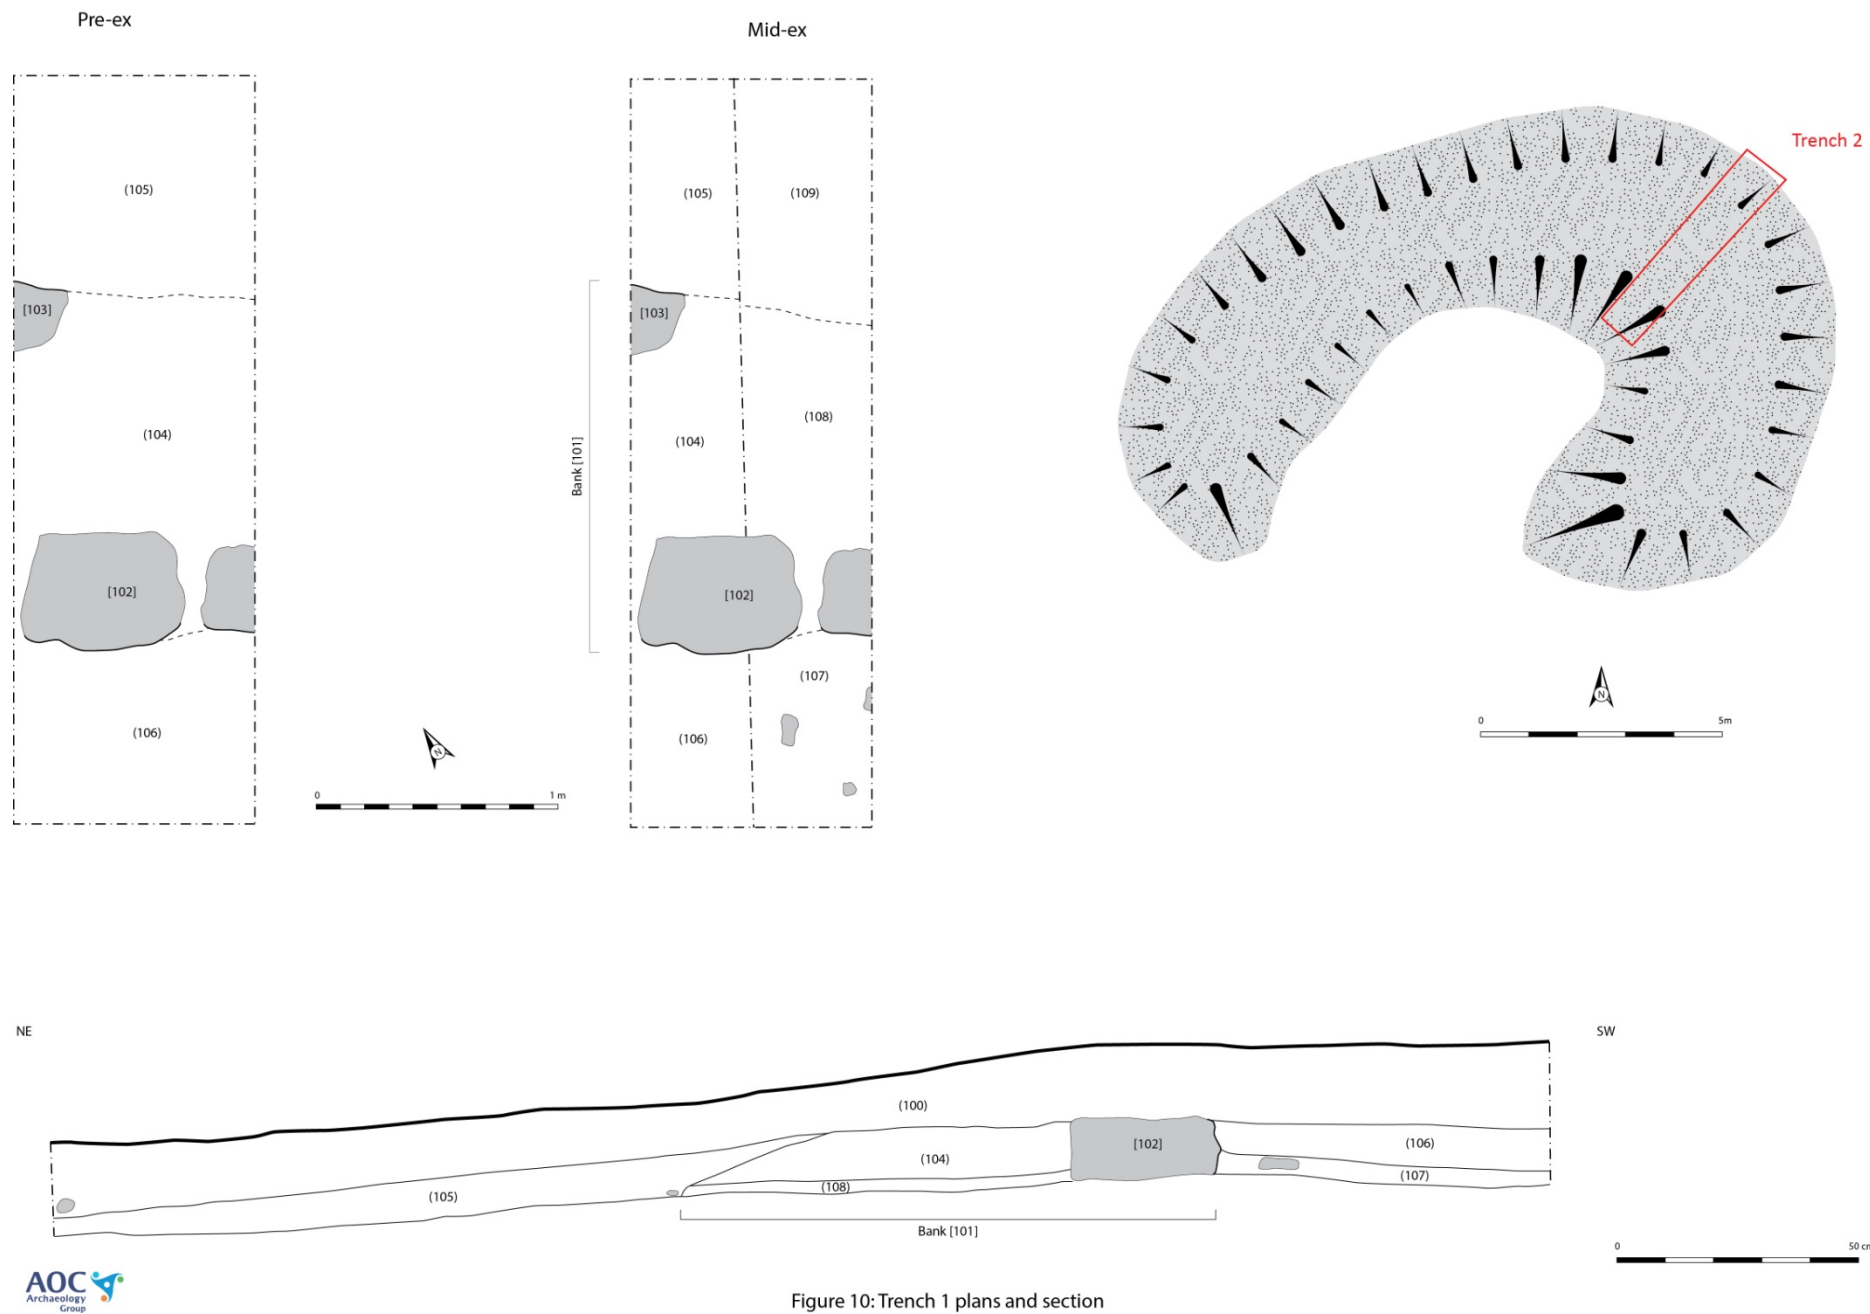 Pre-ex
Mid-ex
(105)
[103]
(104)
[102]
(106)
N
0 1 m
(105) (109)
[103]
(108)
(104)
Bank [101]
[102]
(107)
(106)
Trench 2
N
0 5m
NE
SW
(100)
[102]
(106)
(104)
(107)
(108)
(105)
Bank [101]
0 50 cm
AOC
Archaeology
Group
Figure 10: Trench 1 plans and section